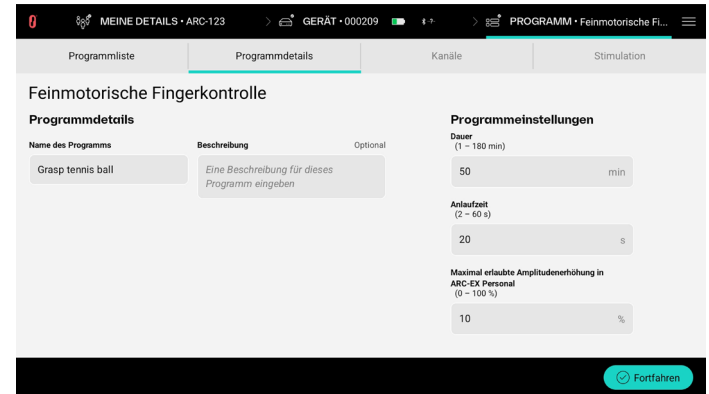 MEINE DETAILS • ARC-123 > GERÄT • 000209 -?- > PROGRAMM • Feinmotorische Fi...
Programmliste Programmdetails Kanäle Stimulation
Feinmotorische Fingerkontrolle
Programmdetails
Name des Programms
Grasp tennis ball
Beschreibung Optional
Eine Beschreibung für dieses
Programm eingeben
Programmeinstellungen
Dauer
(1 – 180 min)
50 min
Anlaufzeit
(2 – 60 s)
20 s
Maximal erlaubte Amplitudenerhöhung in
ARC-EX Personal
(0 – 100 %)
10 %
Fortfahren